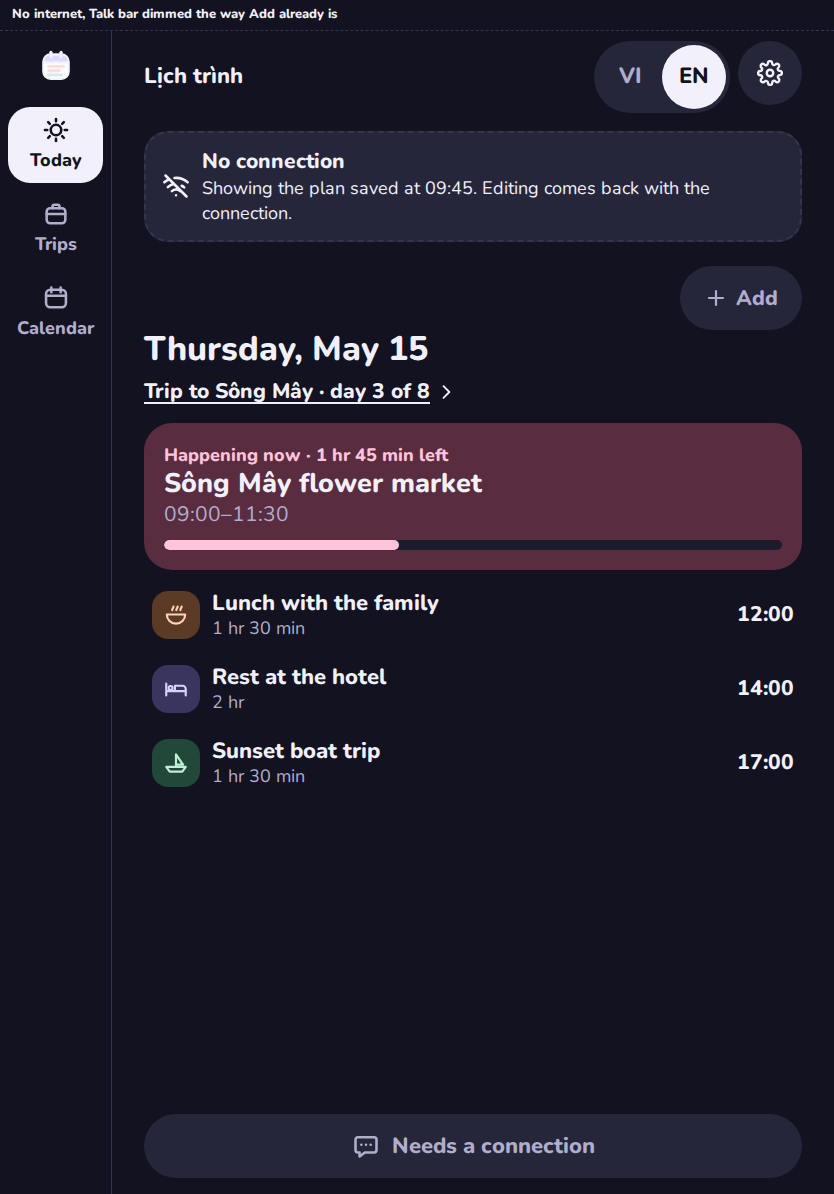 No internet, Talk bar dimmed the way Add already is
Lịch trình
VI
EN
Today
Trips
Calendar
No connection
Showing the plan saved at 09:45. Editing comes back with the
connection.
Add
Thursday, May 15
Trip to Sông Mây · day 3 of 8
Happening now · 1 hr 45 min left
Sông Mây flower market
09:00–11:30
Lunch with the family
1 hr 30 min
12:00
Rest at the hotel
2 hr
14:00
Sunset boat trip
1 hr 30 min
17:00
Needs a connection